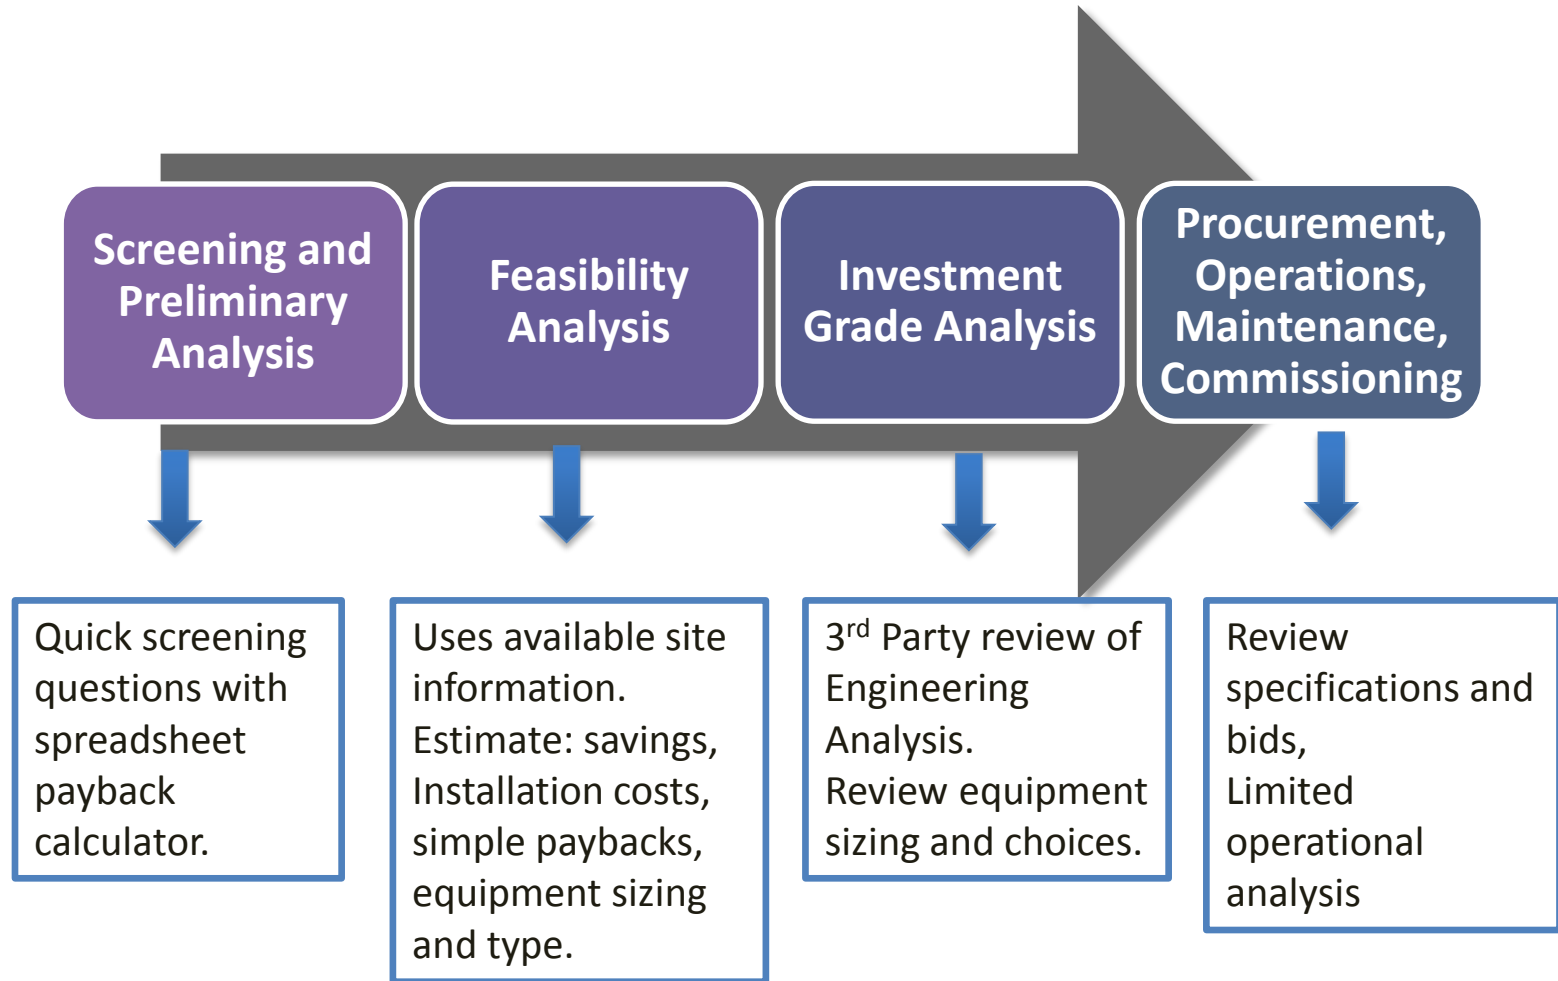 Screening and
Preliminary
Analysis
Feasibility
Analysis
Investment
Grade Analysis
Procurement,
Operations,
Maintenance,
Commissioning
Quick screening
questions with
spreadsheet
payback
calculator.
Uses available site
information.
Estimate: savings,
Installation costs,
simple paybacks,
equipment sizing
and type.
3rd Party review of
Engineering
Analysis.
Review equipment
sizing and choices.
Review
specifications and
bids,
Limited
operational
analysis